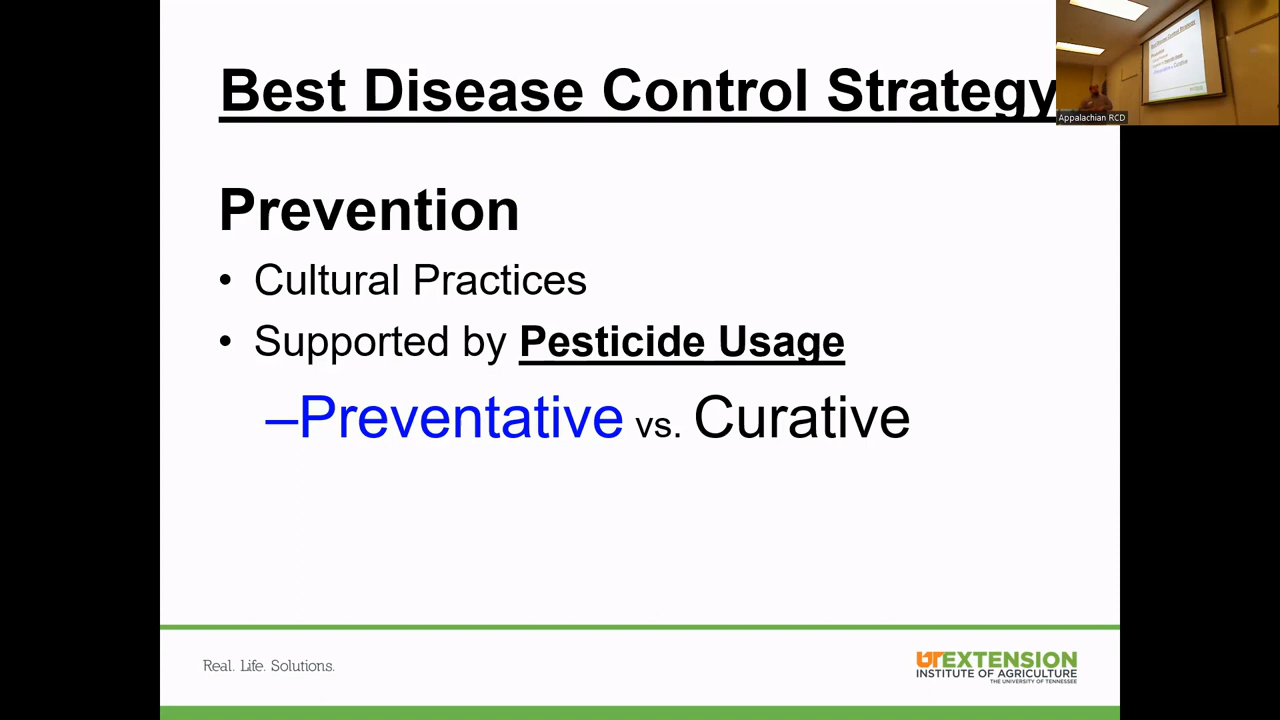 Best Disease Control Strategy
Prevention
• Cultural Practices
• Supported by Pesticide Usage
–Preventative vs. Curative
Appalachian RCD
Real. Life. Solutions.
UTEXTENSION
INSTITUTE OF AGRICULTURE
THE UNIVERSITY OF TENNESSEE